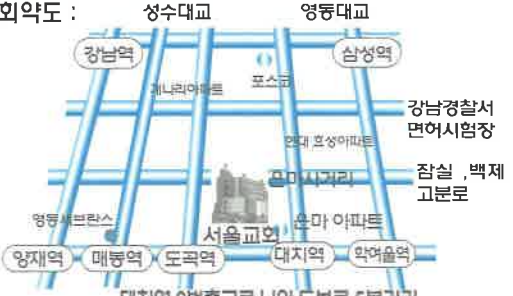 회약도 :
성수대교
영동대교
강남역
삼성역
포스코
개나리아파트
강남경찰서
면허시험장
현대 효성아파트
은마사거리
잠실 ,백제
고분로
영동세브란스
서울교회
은마 아파트
양재역
매봉역
도곡역
대치역
학여울역